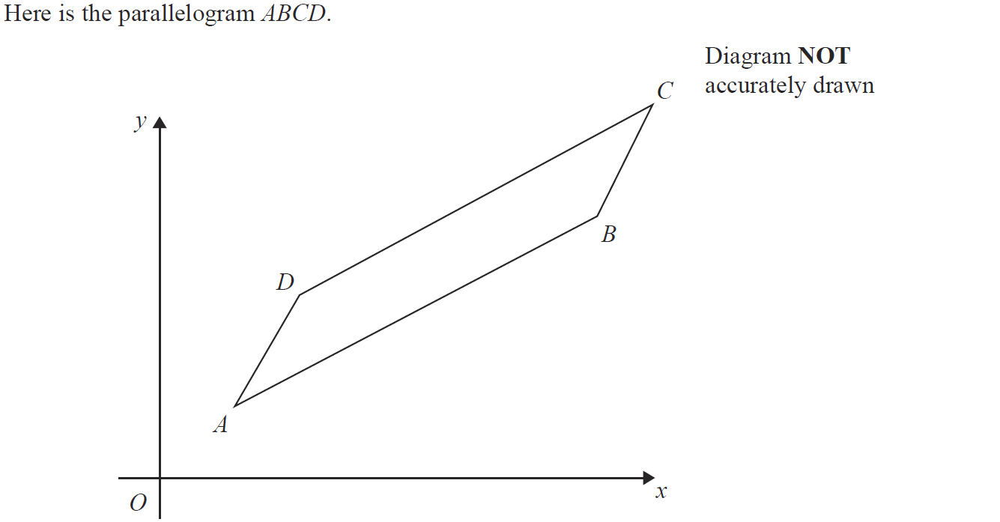 Here is the parallelogram ABCD.
Diagram NOT
accurately drawn
C
y
B
D
A
x
O